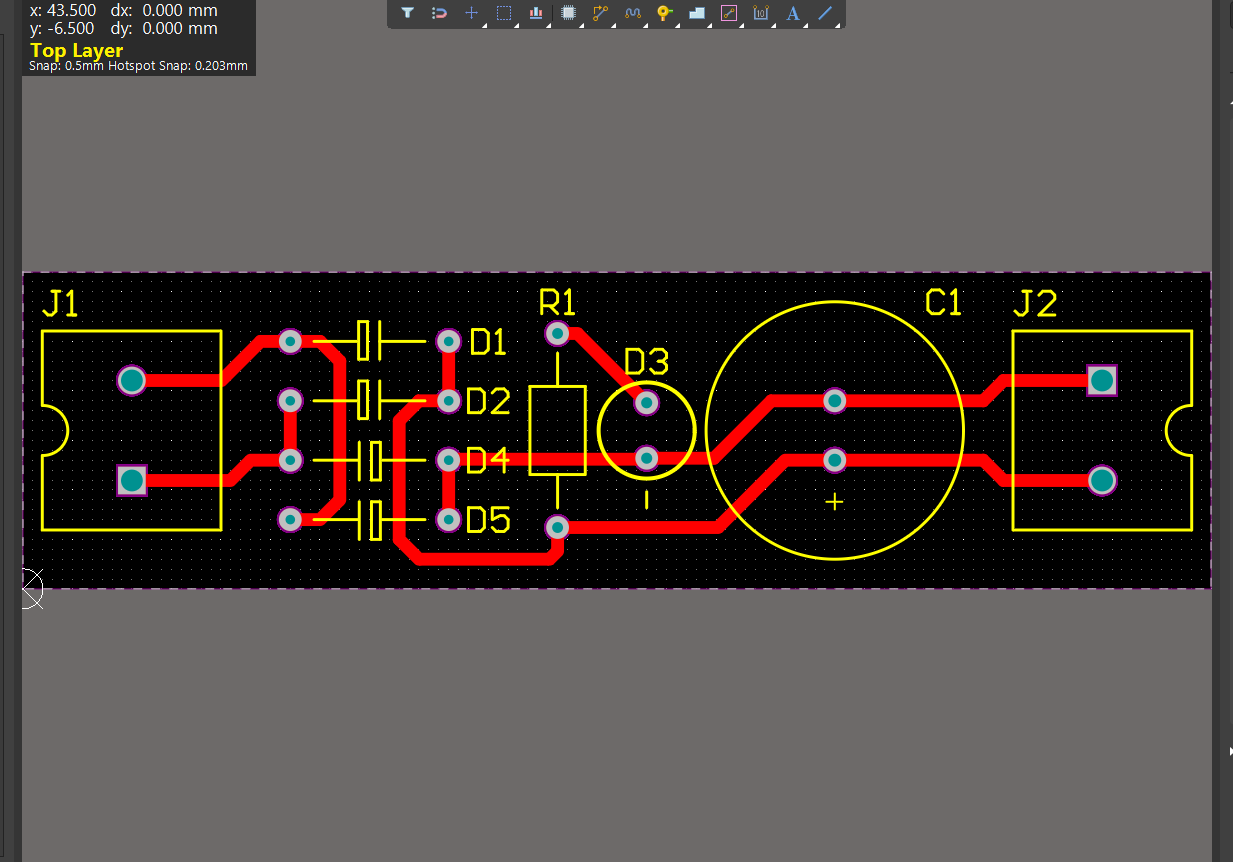 x: 43.500 dx: 0.000 mm
y: -6.500 dy: 0.000 mm
Top Layer
Snap: 0.5mm Hotspot Snap: 0.203mm
J1
R1
C1
J2
D1
D3
D2
D4
D5
+